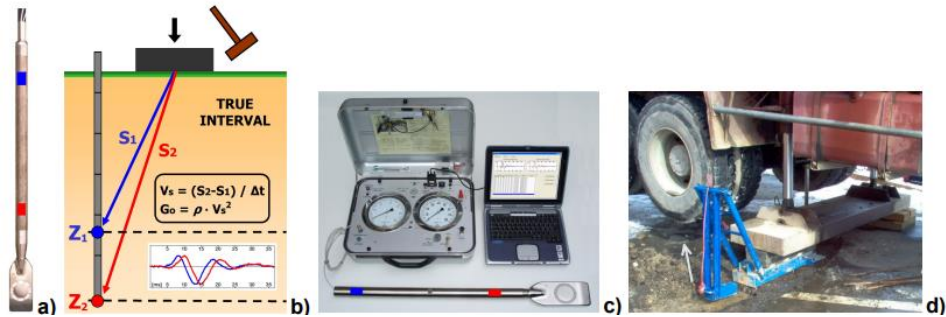 TRUE
INTERVAL
S1
S2
Vs = (S2-S1) / Δt
Go = ρ · Vs²
Z1
5 10 15 20 25 30 35
[ms]
Z2
a)
b)
c)
d)